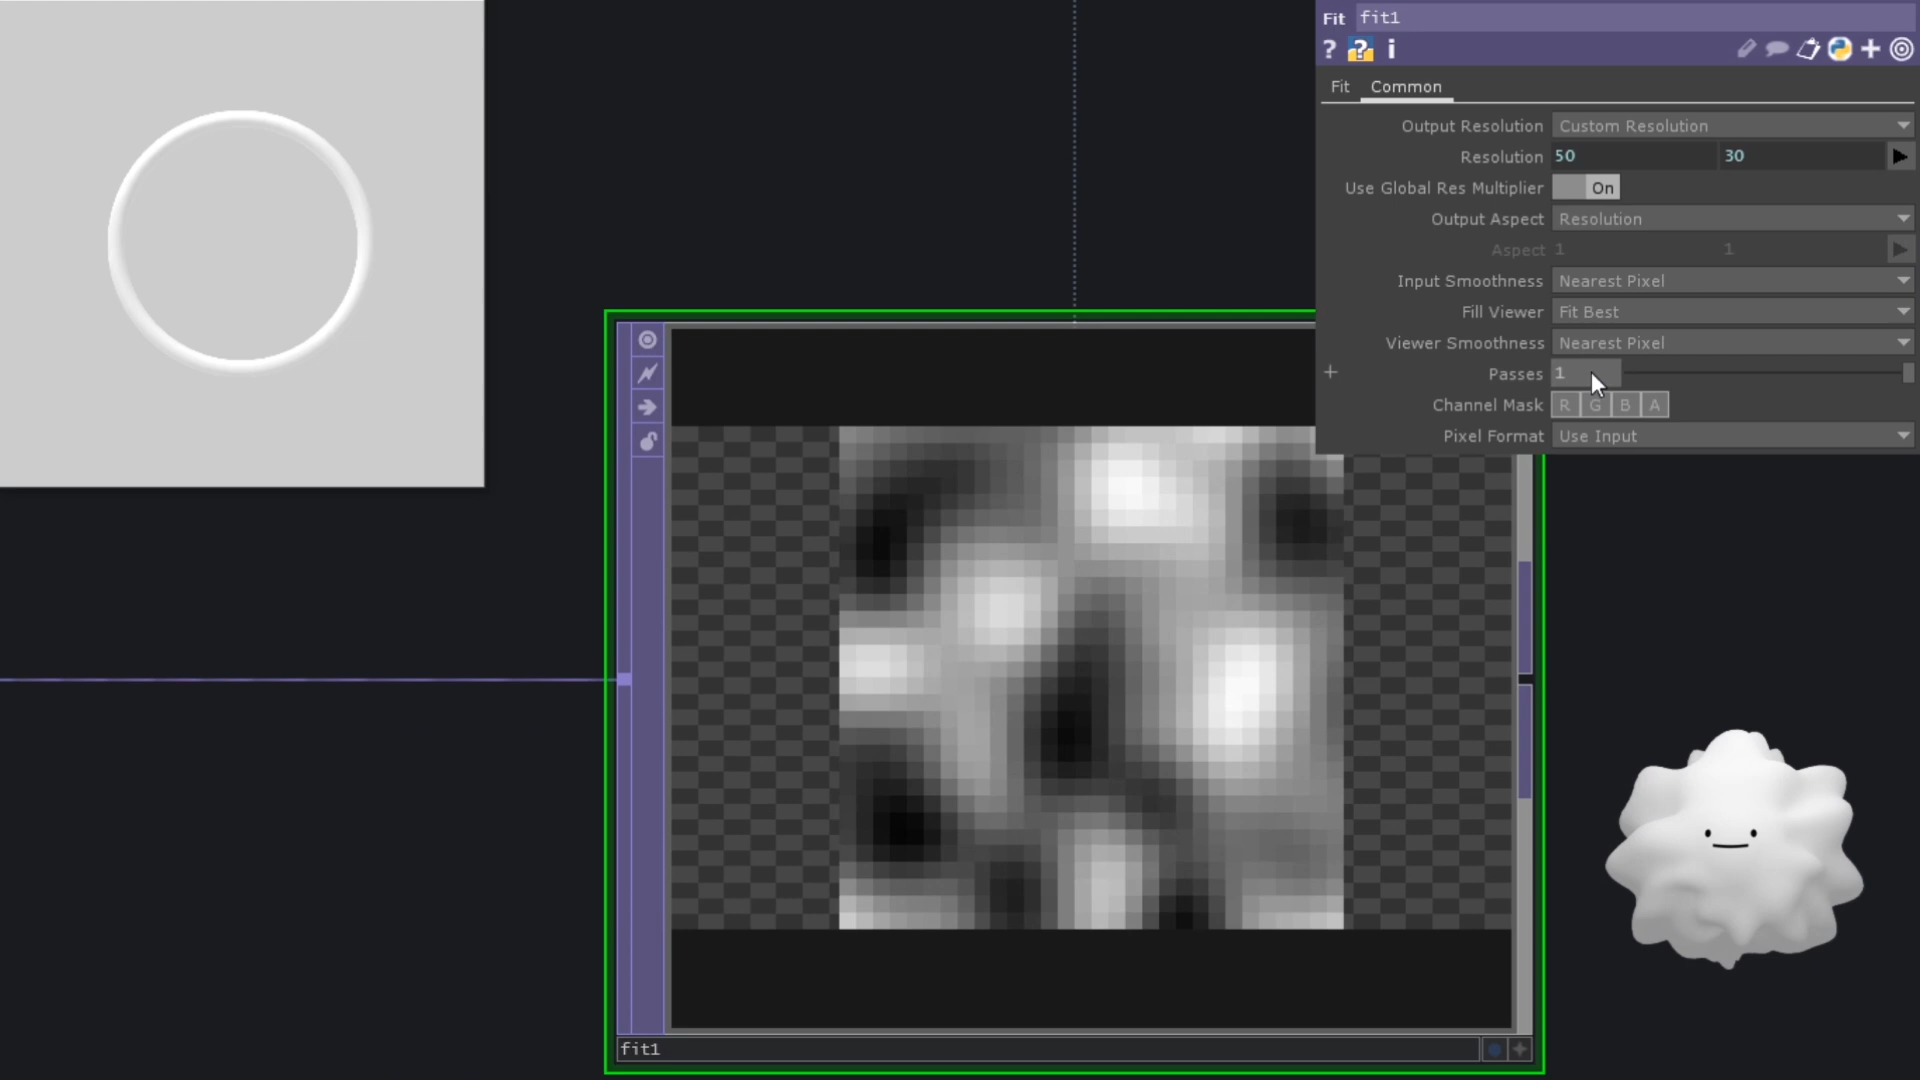 Fit fit1
? ? i
Fit Common
Output Resolution Custom Resolution
Resolution 50 30
Use Global Res Multiplier On
Output Aspect Resolution
Aspect 1 1
Input Smoothness Nearest Pixel
Fill Viewer Fit Best
Viewer Smoothness Nearest Pixel
Passes 1
Channel Mask R G B A
Pixel Format Use Input
fit1